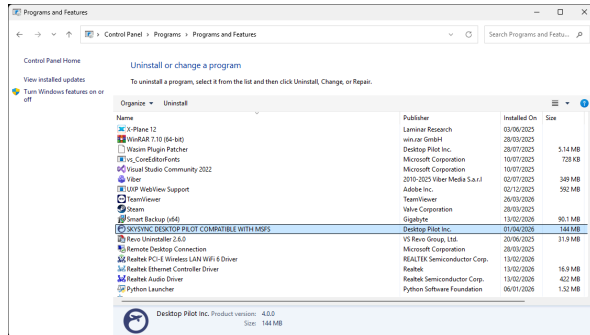 Programs and Features
Control Panel > Programs > Programs and Features
Search Programs and Featu...
Control Panel Home
View installed updates
Turn Windows features on or
off
Uninstall or change a program
To uninstall a program, select it from the list and then click Uninstall, Change, or Repair.
Organize Uninstall
Name Publisher Installed On Size
X-Plane 12 Laminar Research 03/06/2025
WinRAR 7.10 (64-bit) win.rar GmbH 28/03/2025
Wasim Plugin Patcher Desktop Pilot Inc. 28/07/2025 5.14 MB
vs_CoreEditorFonts Microsoft Corporation 10/07/2025 728 KB
Visual Studio Community 2022 Microsoft Corporation 10/07/2025
Viber 2010-2025 Viber Media S.a.r.l 02/07/2025 349 MB
UXP WebView Support Adobe Inc. 02/12/2025 592 MB
TeamViewer TeamViewer 26/03/2026
Steam Valve Corporation 28/03/2025
Smart Backup (x64) Gigabyte 13/02/2026 90.1 MB
SKYSYNC DESKTOP PILOT COMPATIBLE WITH MSFS Desktop Pilot Inc. 01/04/2026 144 MB
Revo Uninstaller 2.6.0 VS Revo Group, Ltd. 20/06/2025 31.9 MB
Remote Desktop Connection Microsoft Corporation 28/03/2025
Realtek PCI-E Wireless LAN WiFi 6 Driver REALTEK Semiconductor Corp. 13/02/2026
Realtek Ethernet Controller Driver Realtek 13/02/2026 16.9 MB
Realtek Audio Driver Realtek Semiconductor Corp. 13/02/2026 422 MB
Python Launcher Python Software Foundation 06/01/2026 1.52 MB
Desktop Pilot Inc. Product version: 4.0.0
Size: 144 MB